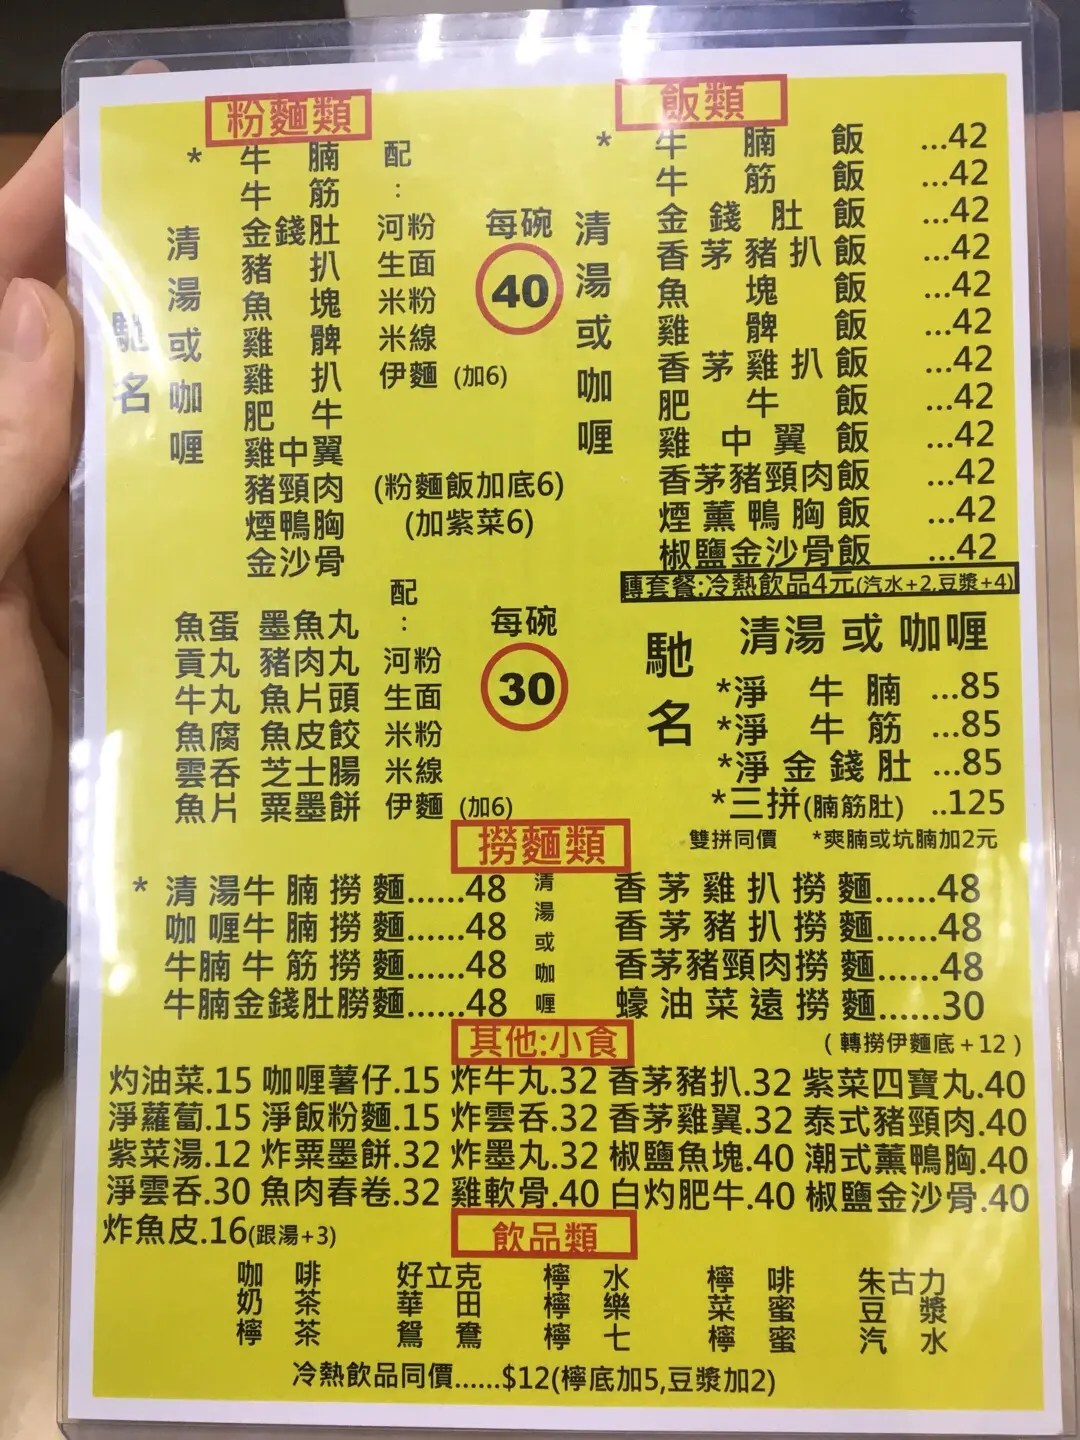 粉麵類
* 牛腩
牛筋
金錢肚
豬扒
魚塊
雞髀
雞扒
肥牛
雞中翼
豬頸肉
煙鴨胸
金沙骨
馳名
清湯或咖喱
配:
河粉
生面
米粉
米線
伊麵 (加6)
每碗
40
(粉麵飯加底6)
(加紫菜6)
魚蛋 墨魚丸
貢丸 豬肉丸
牛丸 魚片頭
魚腐 魚皮餃
雲吞 芝士腸
魚片 粟墨餅
配:
河粉
生面
米粉
米線
伊麵 (加6)
每碗
30
飯類
清湯或咖喱
* 牛腩飯 ...42
牛筋飯 ...42
金錢肚飯 ...42
香茅豬扒飯 ...42
魚塊飯 ...42
雞髀飯 ...42
香茅雞扒飯 ...42
肥牛飯 ...42
雞中翼飯 ...42
香茅豬頸肉飯 ...42
煙薰鴨胸飯 ...42
椒鹽金沙骨飯 ...42
轉套餐:冷熱飲品4元(汽水+2,豆漿+4)
馳名
清湯或咖喱
*淨牛腩 ...85
*淨牛筋 ...85
*淨金錢肚 ...85
*三拼(腩筋肚) ..125
雙拼同價 *爽腩或坑腩加2元
撈麵類
* 清湯牛腩撈麵......48
咖喱牛腩撈麵......48
牛腩牛筋撈麵......48
牛腩金錢肚撈麵......48
清湯或咖喱
香茅雞扒撈麵......48
香茅豬扒撈麵......48
香茅豬頸肉撈麵......48
蠔油菜遠撈麵......30
(轉撈伊麵底+12)
其他:小食
灼油菜.15 咖喱薯仔.15 炸牛丸.32 香茅豬扒.32 紫菜四寶丸.40
淨蘿蔔.15 淨飯粉麵.15 炸雲吞.32 香茅雞翼.32 泰式豬頸肉.40
紫菜湯.12 炸粟墨餅.32 炸墨丸.32 椒鹽魚塊.40 潮式薰鴨胸.40
淨雲吞.30 魚肉春卷.32 雞軟骨.40 白灼肥牛.40 椒鹽金沙骨.40
炸魚皮.16(跟湯+3)
飲品類
咖啡 好立克 檸水 檸啡 朱古力
奶茶 華田 檸樂 菜蜜 豆漿
檸茶 鴛鴦 檸七 檸蜜 汽水
冷熱飲品同價......$12(檸底加5,豆漿加2)